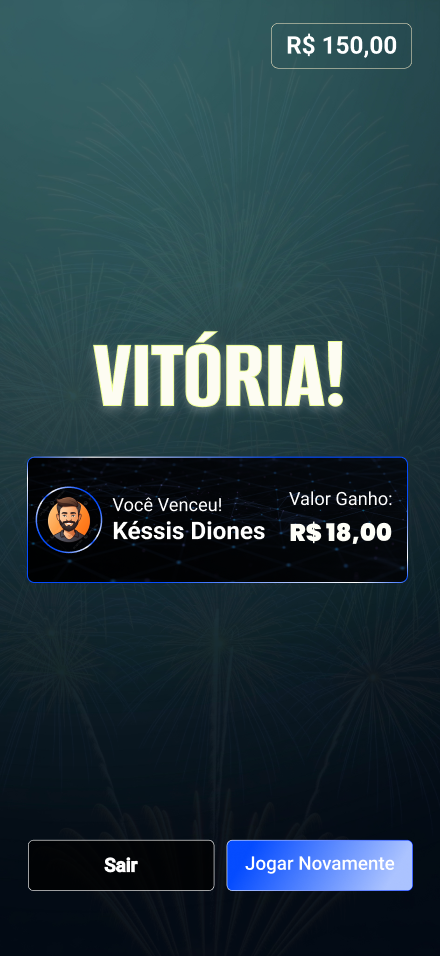 R$ 150,00
VITÓRIA!
Você Venceu!
Késsis Diones
Valor Ganho:
R$ 18,00
Sair
Jogar Novamente